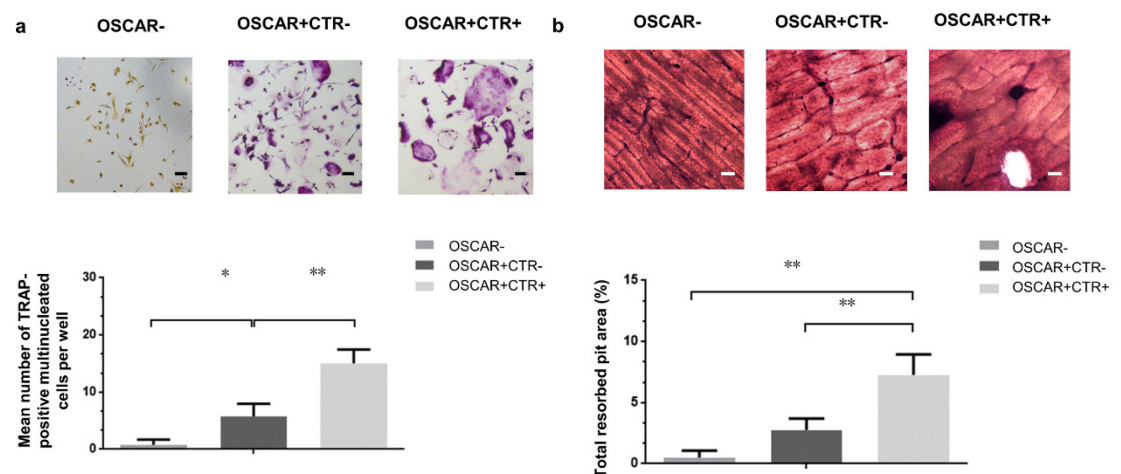 a
OSCAR-
OSCAR+CTR-
OSCAR+CTR+
OSCAR-
OSCAR+CTR-
OSCAR+CTR+
Mean number of TRAP-
positive multinucleated
cells per well
30
20
10
0
*
**
b
OSCAR-
OSCAR+CTR-
OSCAR+CTR+
OSCAR-
OSCAR+CTR-
OSCAR+CTR+
Total resorbed pit area (%)
15
10
5
0
**
**